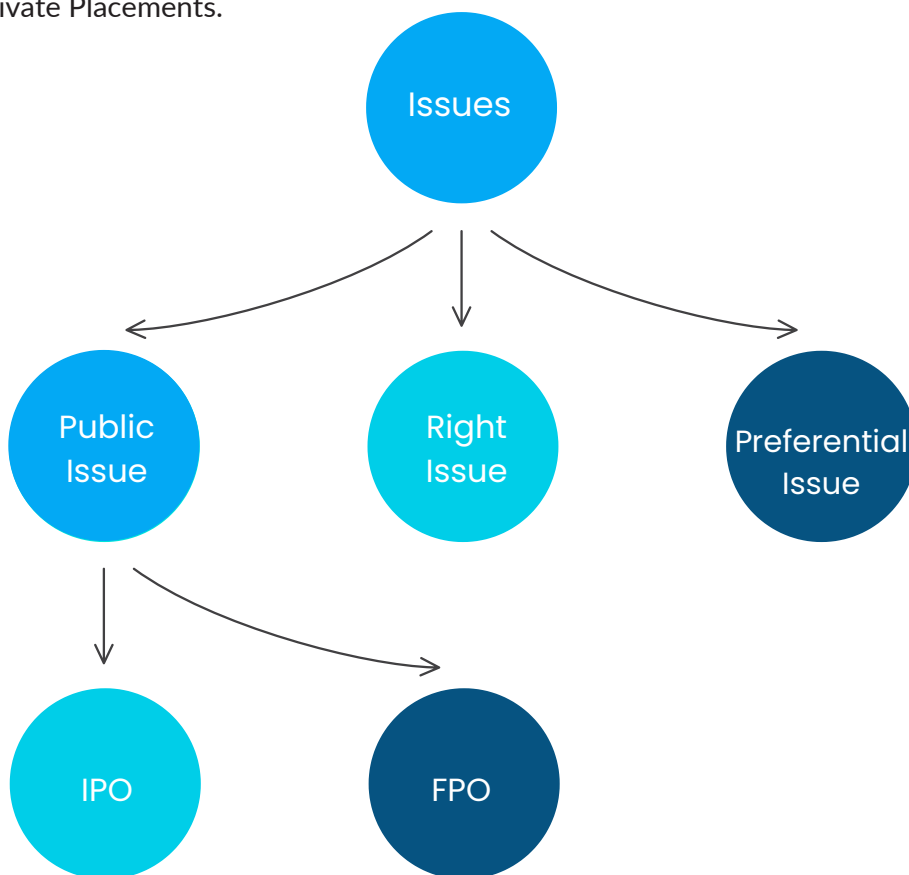 ivate Placements.
Issues
Public
Issue
Right
Issue
Preferential
Issue
IPO
FPO